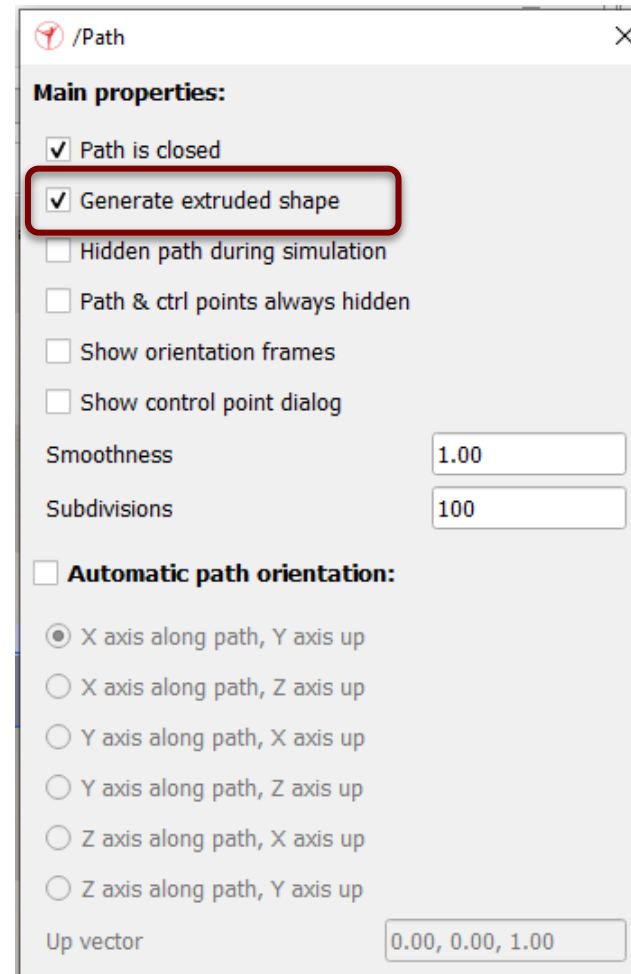 /Path
Main properties:
Path is closed
Generate extruded shape
Hidden path during simulation
Path & ctrl points always hidden
Show orientation frames
Show control point dialog
Smoothness 1.00
Subdivisions 100
Automatic path orientation:
X axis along path, Y axis up
X axis along path, Z axis up
Y axis along path, X axis up
Y axis along path, Z axis up
Z axis along path, X axis up
Z axis along path, Y axis up
Up vector 0.00, 0.00, 1.00